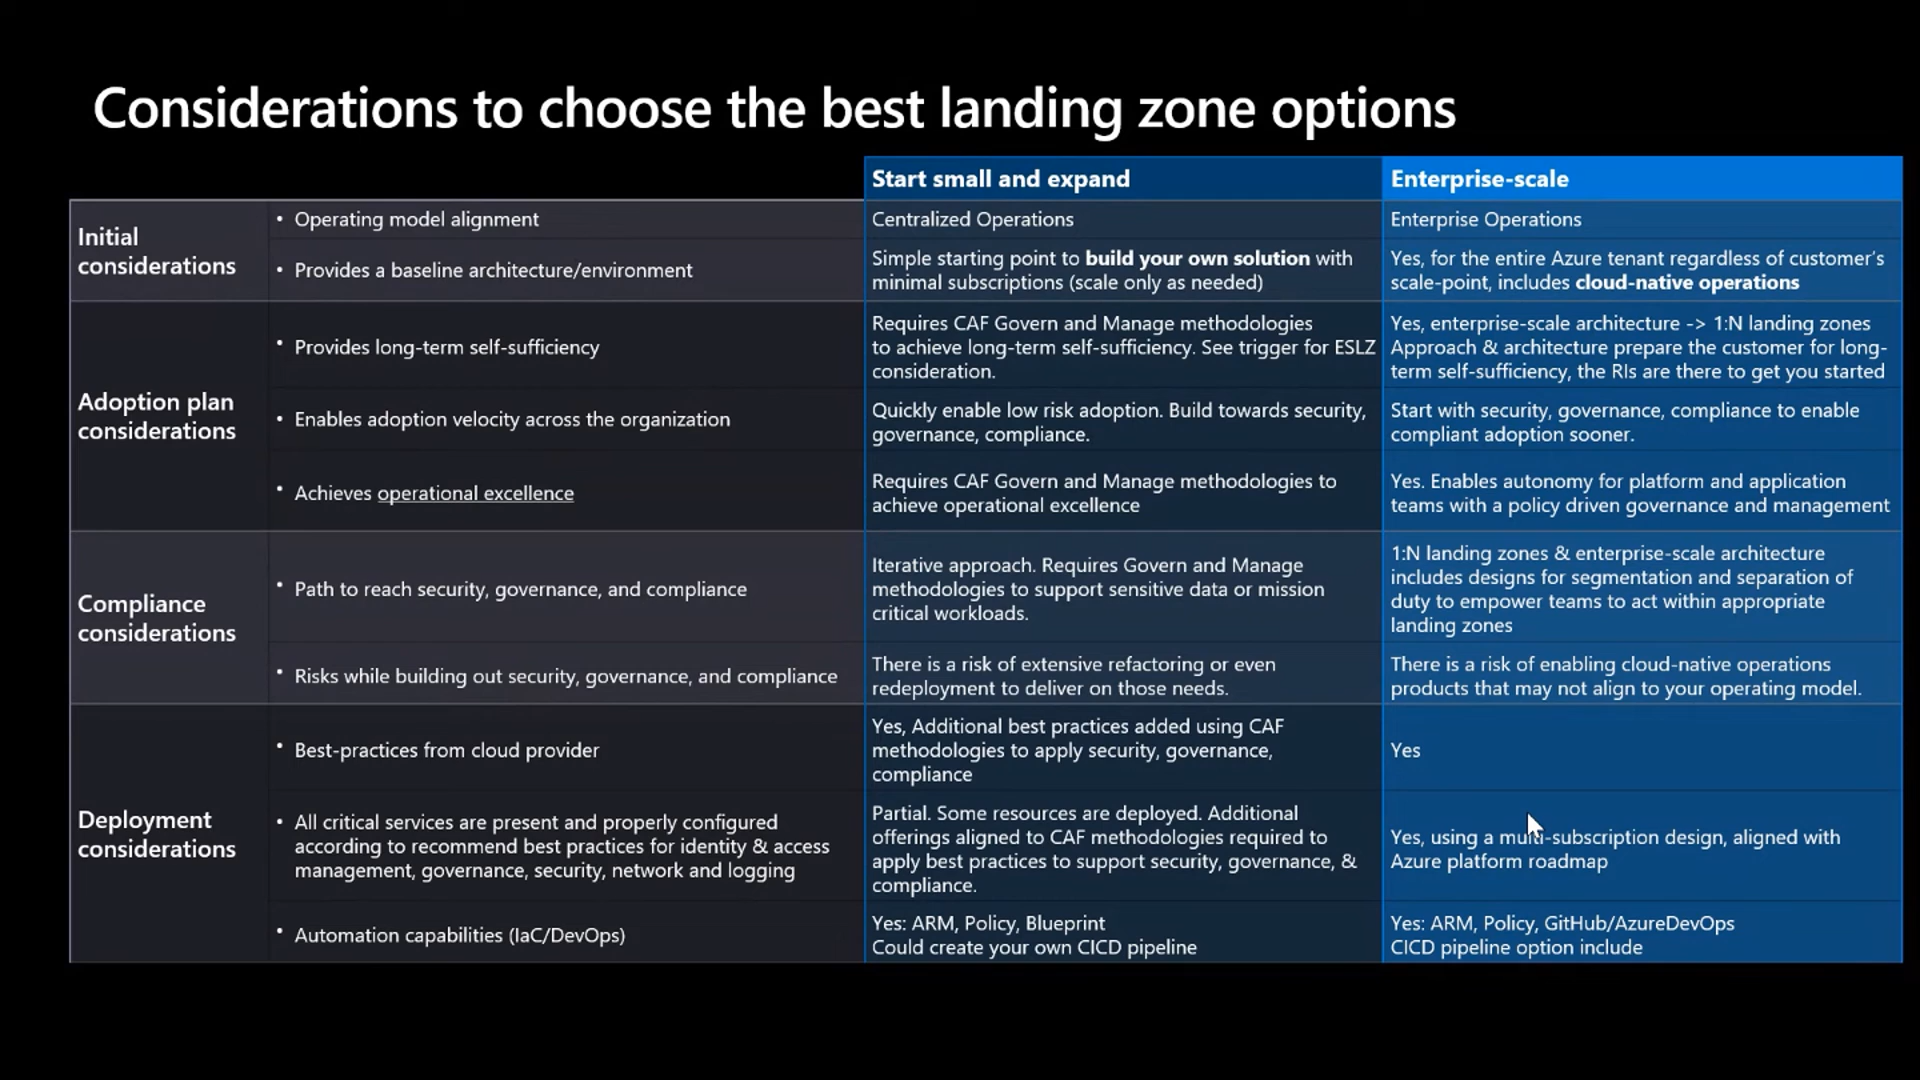 Considerations to choose the best landing zone options
Start small and expand
Enterprise-scale
Initial
considerations
• Operating model alignment
Centralized Operations
Enterprise Operations
• Provides a baseline architecture/environment
Simple starting point to build your own solution with
minimal subscriptions (scale only as needed)
Yes, for the entire Azure tenant regardless of customer's
scale-point, includes cloud-native operations
Adoption plan
considerations
• Provides long-term self-sufficiency
Requires CAF Govern and Manage methodologies
to achieve long-term self-sufficiency. See trigger for ESLZ
consideration.
Yes, enterprise-scale architecture -> 1:N landing zones
Approach & architecture prepare the customer for long-
term self-sufficiency, the RIs are there to get you started
• Enables adoption velocity across the organization
Quickly enable low risk adoption. Build towards security,
governance, compliance.
Start with security, governance, compliance to enable
compliant adoption sooner.
• Achieves operational excellence
Requires CAF Govern and Manage methodologies to
achieve operational excellence
Yes. Enables autonomy for platform and application
teams with a policy driven governance and management
Compliance
considerations
• Path to reach security, governance, and compliance
Iterative approach. Requires Govern and Manage
methodologies to support sensitive data or mission
critical workloads.
1:N landing zones & enterprise-scale architecture
includes designs for segmentation and separation of
duty to empower teams to act within appropriate
landing zones
• Risks while building out security, governance, and compliance
There is a risk of extensive refactoring or even
redeployment to deliver on those needs.
There is a risk of enabling cloud-native operations
products that may not align to your operating model.
Deployment
considerations
• Best-practices from cloud provider
Yes, Additional best practices added using CAF
methodologies to apply security, governance,
compliance
Yes
• All critical services are present and properly configured
according to recommend best practices for identity & access
management, governance, security, network and logging
Partial. Some resources are deployed. Additional
offerings aligned to CAF methodologies required to
apply best practices to support security, governance, &
compliance.
Yes, using a multi-subscription design, aligned with
Azure platform roadmap
• Automation capabilities (IaC/DevOps)
Yes: ARM, Policy, Blueprint
Could create your own CICD pipeline
Yes: ARM, Policy, GitHub/AzureDevOps
CICD pipeline option include